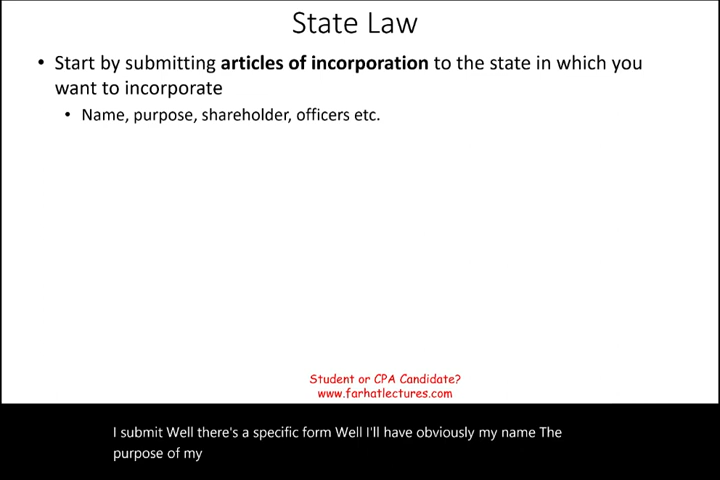 State Law
• Start by submitting articles of incorporation to the state in which you
want to incorporate
• Name, purpose, shareholder, officers etc.
Student or CPA Candidate?
www.farhatlectures.com
I submit Well there's a specific form Well I'll have obviously my name The
purpose of my